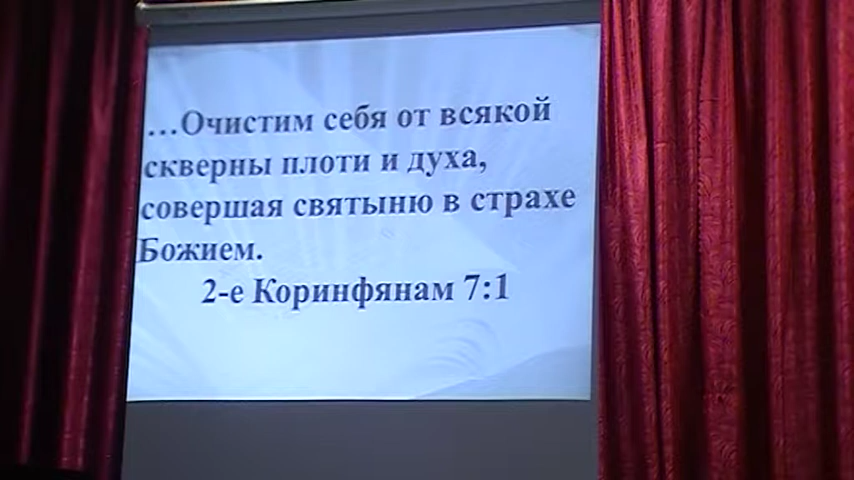 ...Очистим себя от всякой
скверны плоти и духа,
совершая святыню в страхе
Божием.
2-е Коринфянам 7:1